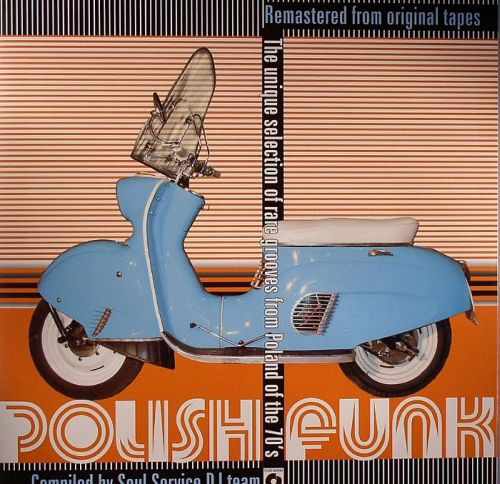 Remastered from original tapes
The unique selection of rare grooves from Poland of the 70's
POLISH FUNK
Compiled by Soul Service DJ team